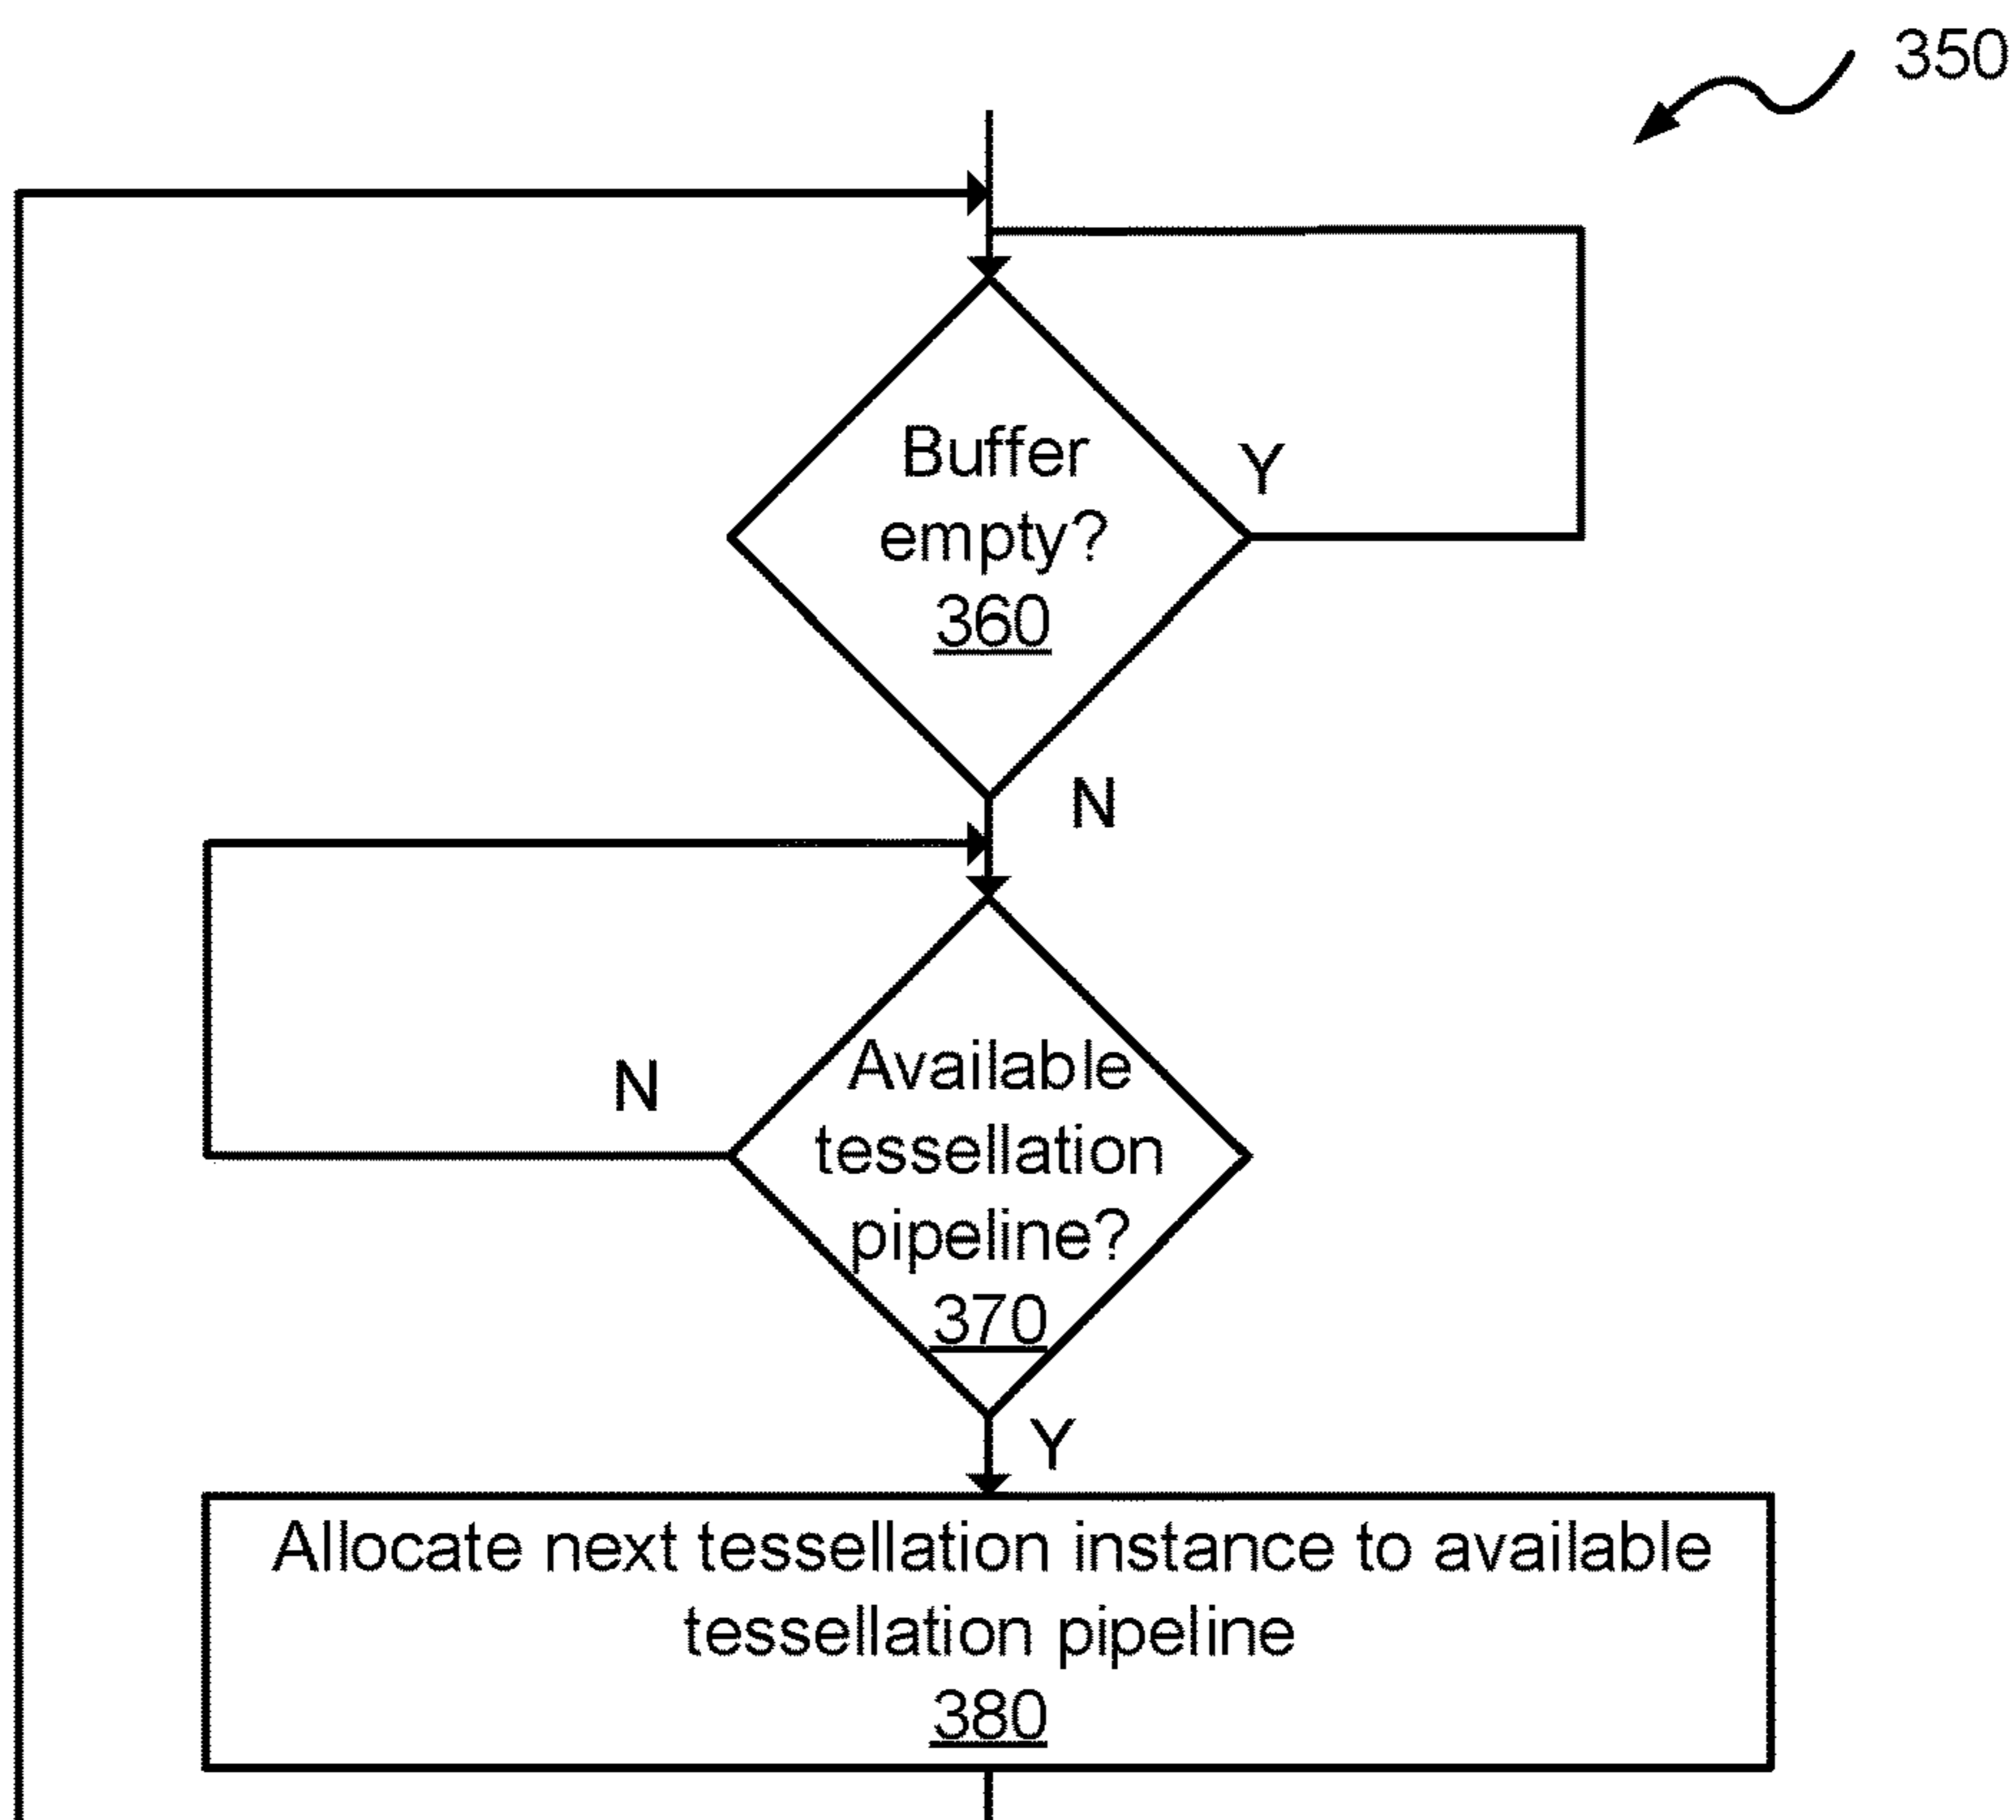 350
Buffer
empty?
360
Y
N
Available
tessellation
pipeline?
370
N
Y
Allocate next tessellation instance to available
tessellation pipeline
380